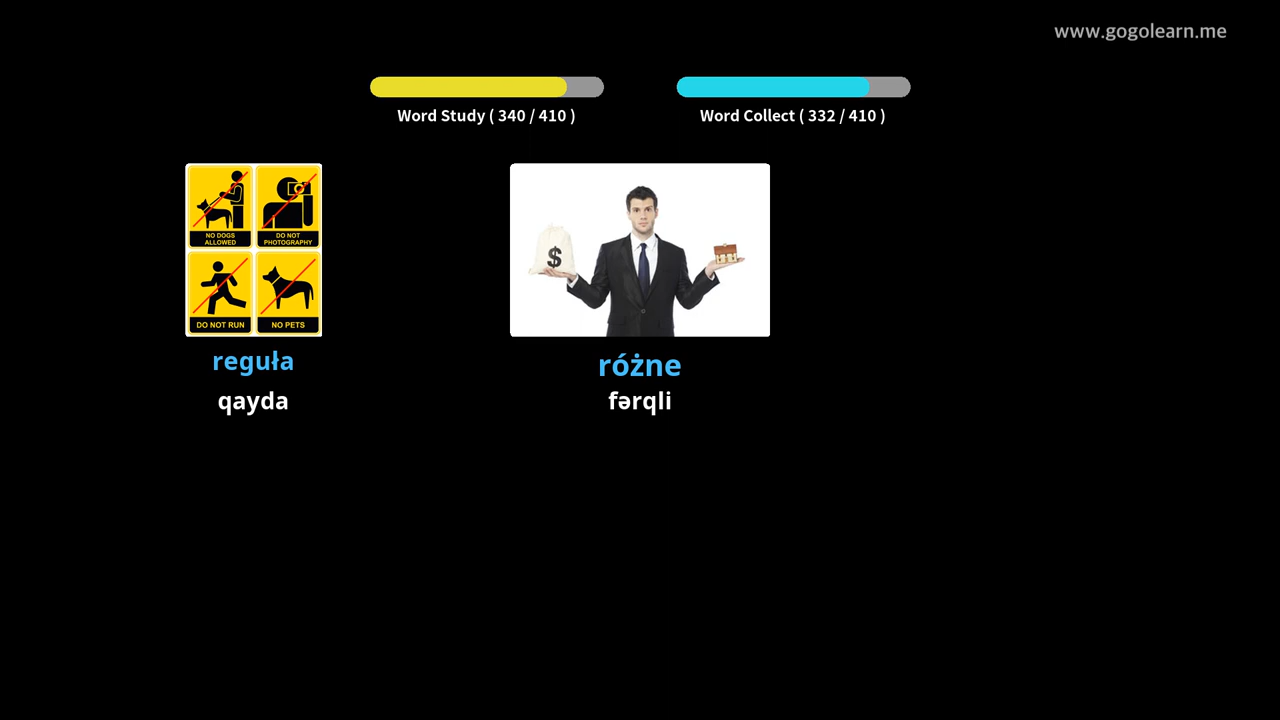 www.gogolearn.me
Word Study ( 340 / 410 )
Word Collect ( 332 / 410 )
NO DOGS
ALLOWED
DO NOT
PHOTOGRAPHY
DO NOT RUN
NO PETS
$
reguła
qayda
różne
fərqli